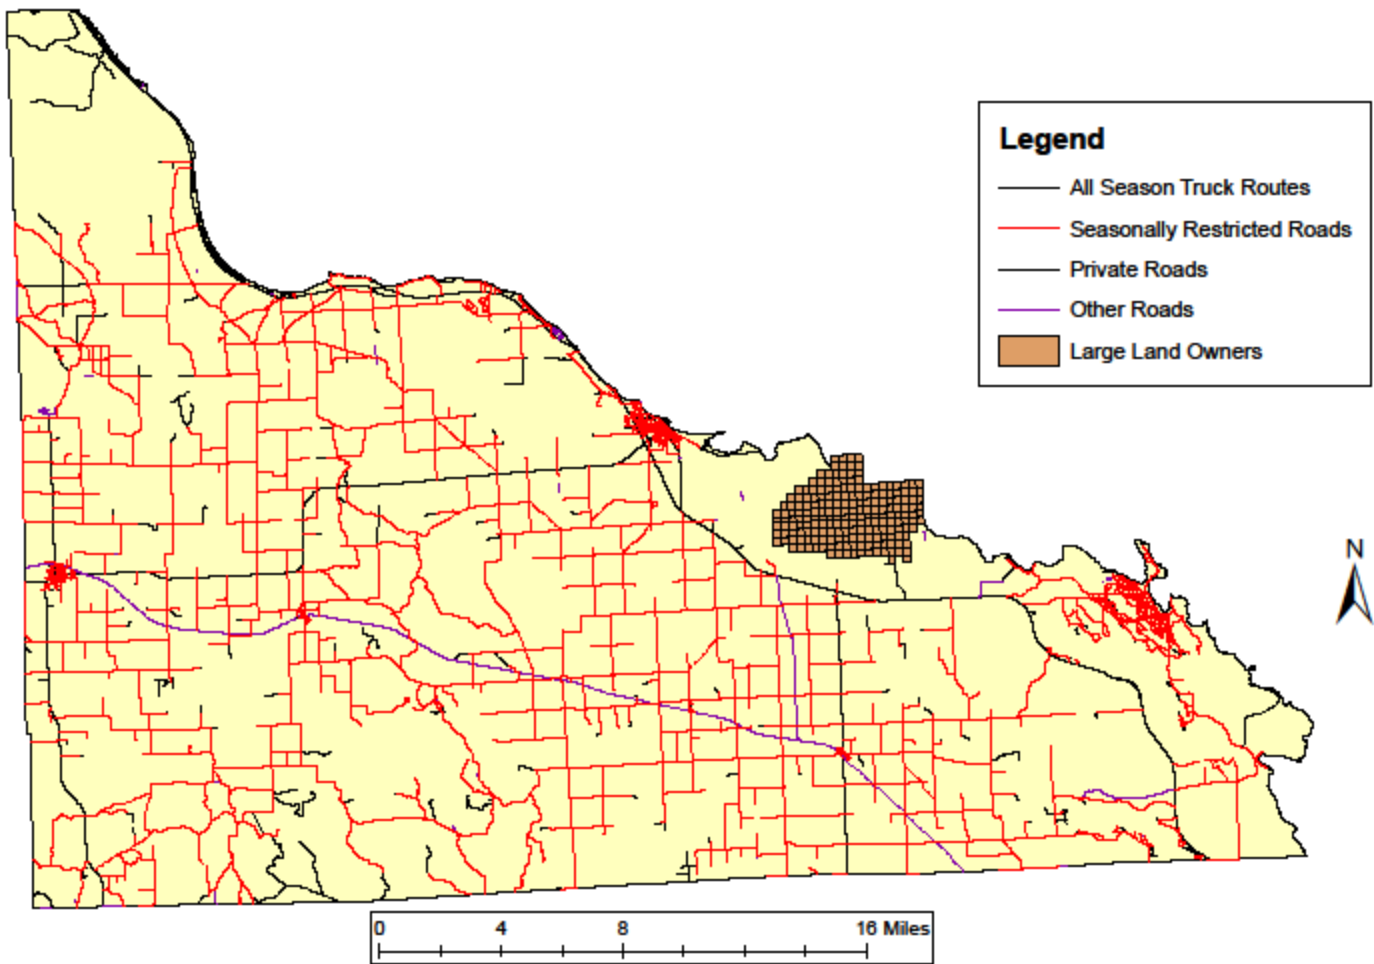 Legend
All Season Truck Routes
Seasonally Restricted Roads
Private Roads
Other Roads
Large Land Owners
N
0 4 8 16 Miles